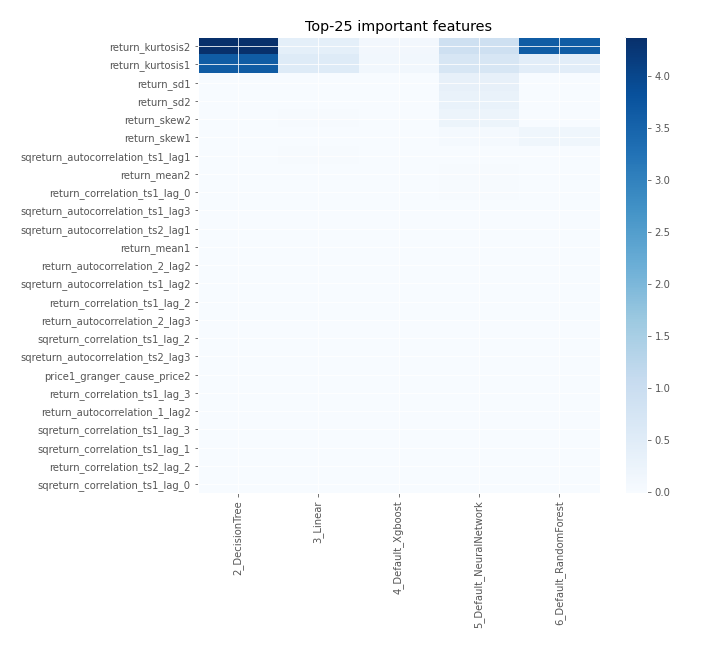 Top-25 important features
return_kurtosis2
return_kurtosis1
return_sd1
return_sd2
return_skew2
return_skew1
sqreturn_autocorrelation_ts1_lag1
return_mean2
return_correlation_ts1_lag_0
sqreturn_autocorrelation_ts1_lag3
sqreturn_autocorrelation_ts2_lag1
return_mean1
return_autocorrelation_2_lag2
sqreturn_autocorrelation_ts1_lag2
return_correlation_ts1_lag_2
return_autocorrelation_2_lag3
sqreturn_correlation_ts1_lag_2
sqreturn_autocorrelation_ts2_lag3
price1_granger_cause_price2
return_correlation_ts1_lag_3
return_autocorrelation_1_lag2
sqreturn_correlation_ts1_lag_3
sqreturn_correlation_ts1_lag_1
return_correlation_ts2_lag_2
sqreturn_correlation_ts1_lag_0
2_DecisionTree
3_Linear
4_Default_Xgboost
5_Default_NeuralNetwork
6_Default_RandomForest
4.0
3.5
3.0
2.5
2.0
1.5
1.0
0.5
0.0